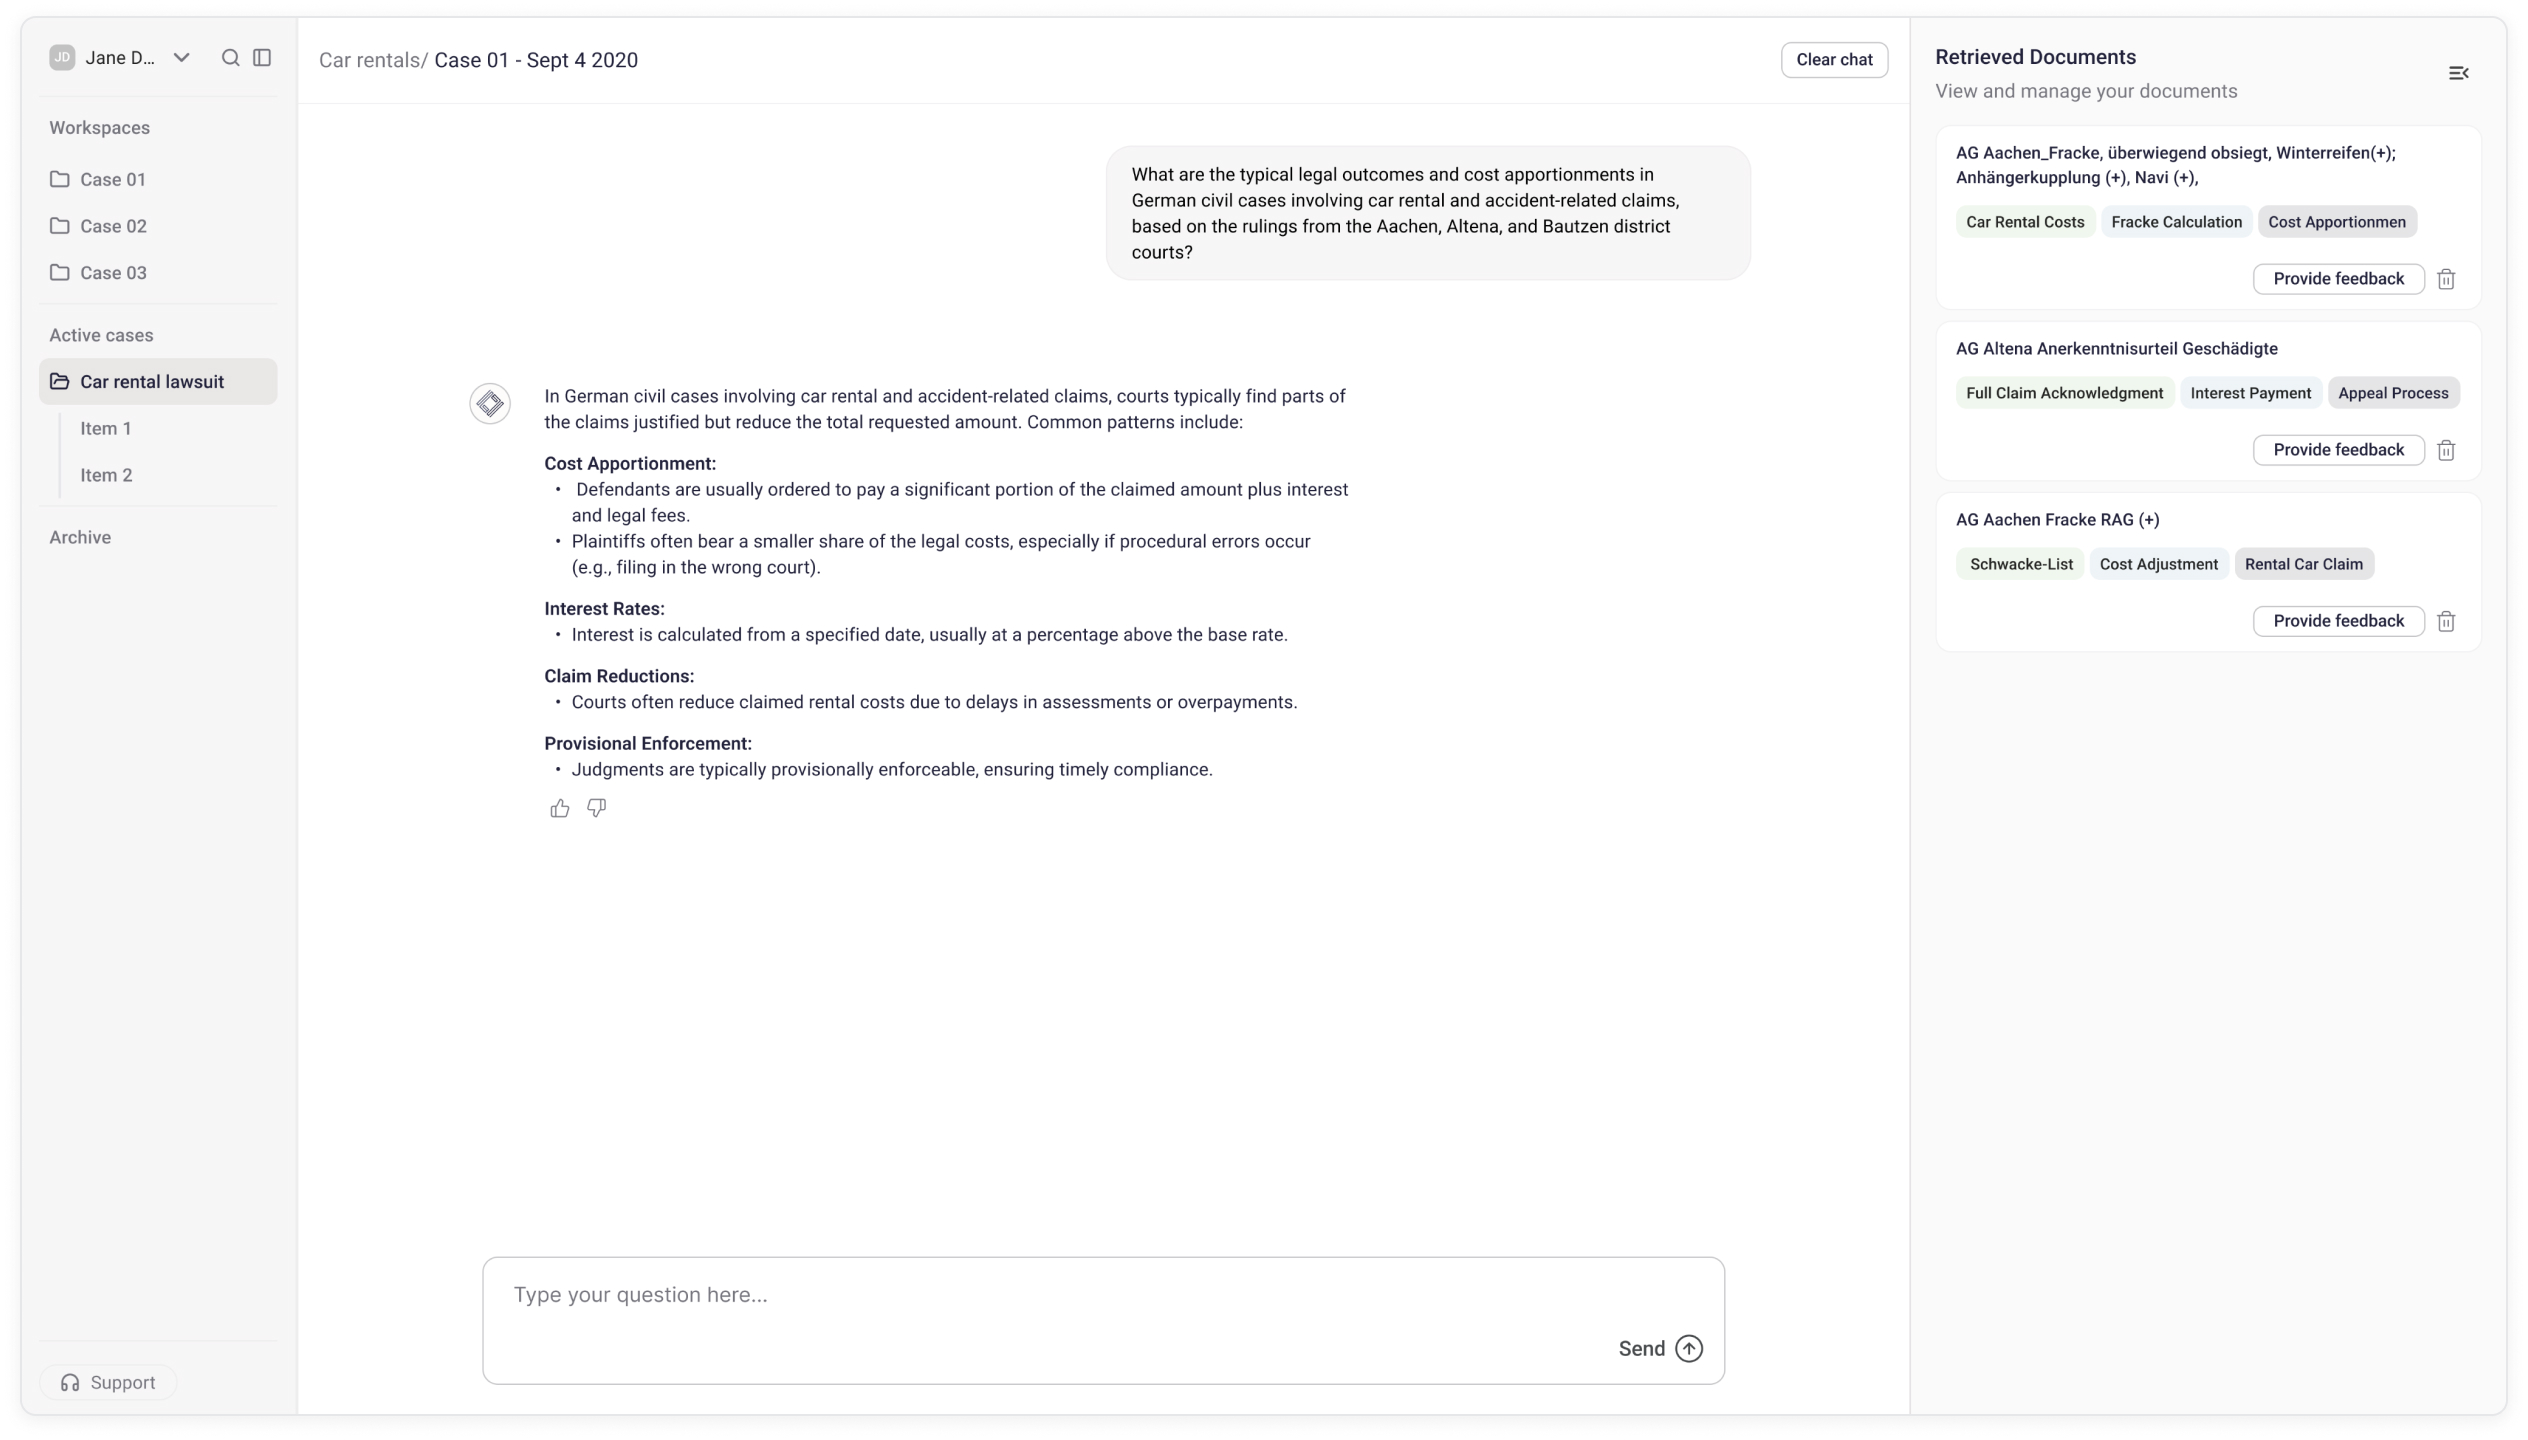 JD Jane D...
Workspaces
Case 01
Case 02
Case 03
Active cases
Car rental lawsuit
Item 1
Item 2
Archive
Support
Car rentals/ Case 01 - Sept 4 2020
Clear chat
What are the typical legal outcomes and cost apportionments in
German civil cases involving car rental and accident-related claims,
based on the rulings from the Aachen, Altena, and Bautzen district
courts?
In German civil cases involving car rental and accident-related claims, courts typically find parts of
the claims justified but reduce the total requested amount. Common patterns include:
Cost Apportionment:
• Defendants are usually ordered to pay a significant portion of the claimed amount plus interest
and legal fees.
• Plaintiffs often bear a smaller share of the legal costs, especially if procedural errors occur
(e.g., filing in the wrong court).
Interest Rates:
• Interest is calculated from a specified date, usually at a percentage above the base rate.
Claim Reductions:
• Courts often reduce claimed rental costs due to delays in assessments or overpayments.
Provisional Enforcement:
• Judgments are typically provisionally enforceable, ensuring timely compliance.
Type your question here...
Send
Retrieved Documents
View and manage your documents
AG Aachen_Fracke, überwiegend obsiegt, Winterreifen(+);
Anhängerkupplung (+), Navi (+),
Car Rental Costs Fracke Calculation Cost Apportionmen
Provide feedback
AG Altena Anerkenntnisurteil Geschädigte
Full Claim Acknowledgment Interest Payment Appeal Process
Provide feedback
AG Aachen Fracke RAG (+)
Schwacke-List Cost Adjustment Rental Car Claim
Provide feedback